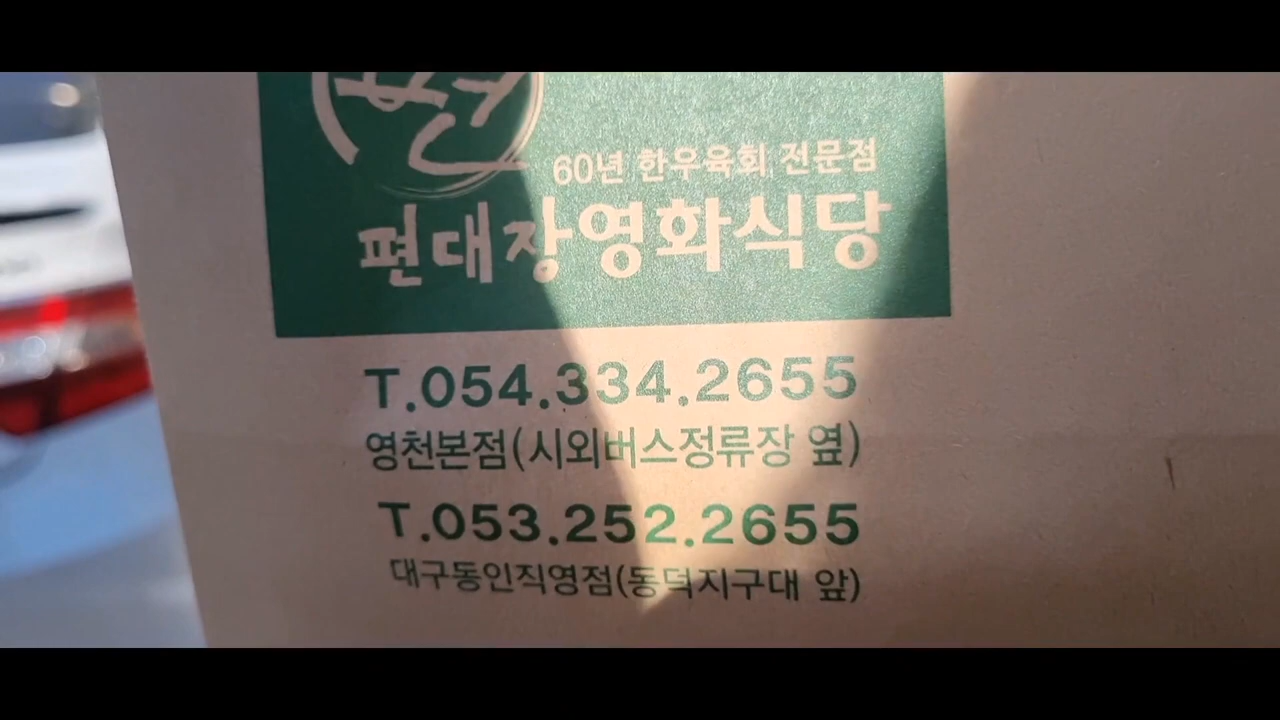 60년 한우육회 전문점
편대장영화식당
T.054.334.2655
영천본점(시외버스정류장 옆)
T.053.252.2655
대구동인직영점(동덕지구대 앞)